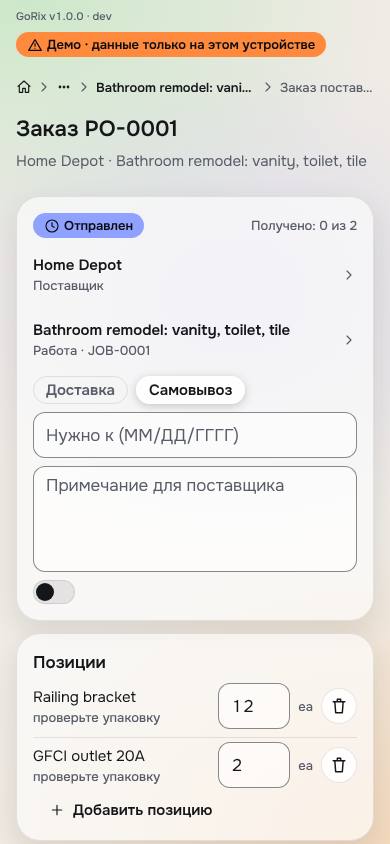 GoRix v1.0.0 · dev
Демо · данные только на этом устройстве
Bathroom remodel: vani... Заказ постав...
Заказ PO-0001
Home Depot · Bathroom remodel: vanity, toilet, tile
Отправлен Получено: 0 из 2
Home Depot
Поставщик
Bathroom remodel: vanity, toilet, tile
Работа · JOB-0001
Доставка Самовывоз
Нужно к (ММ/ДД/ГГГГ)
Примечание для поставщика
Позиции
Railing bracket 12 ea
проверьте упаковку
GFCI outlet 20A 2 ea
проверьте упаковку
+ Добавить позицию